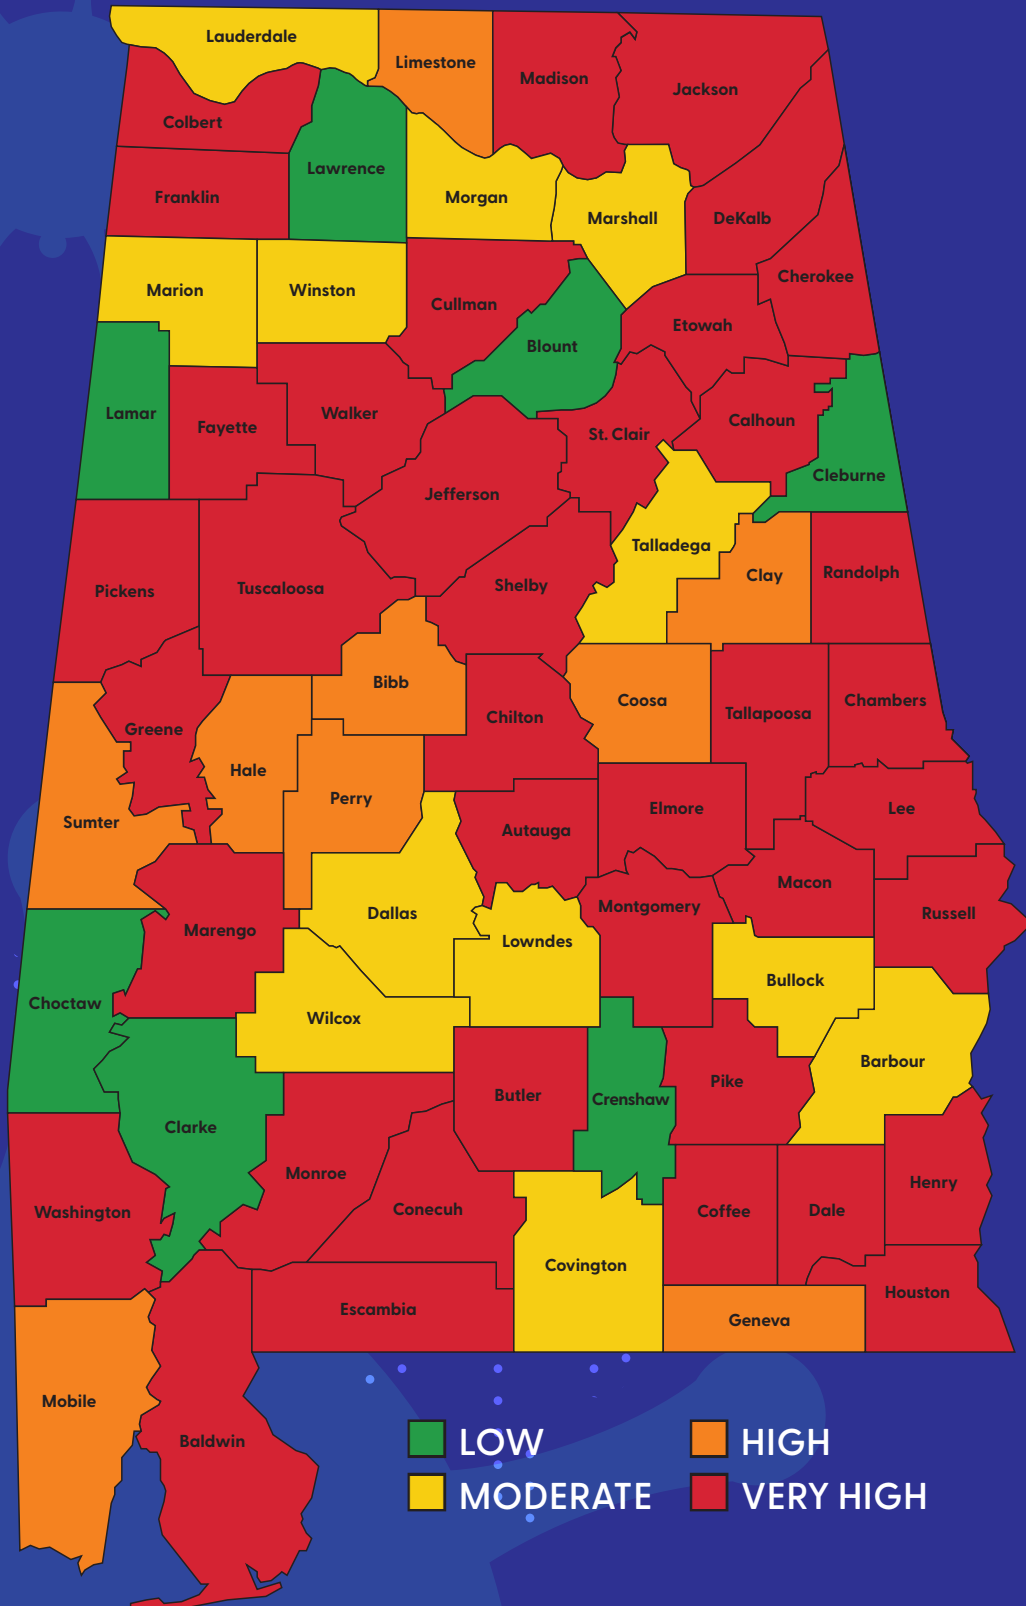 Lauderdale
Limestone
Madison
Jackson
Colbert
Lawrence
Franklin
Morgan
Marshall
DeKalb
Cherokee
Marion
Winston
Cullman
Etowah
Blount
Lamar
Fayette
Walker
St. Clair
Calhoun
Cleburne
Jefferson
Talladega
Pickens
Tuscaloosa
Shelby
Clay
Randolph
Bibb
Greene
Chilton
Coosa
Tallapoosa
Chambers
Hale
Perry
Sumter
Autauga
Elmore
Lee
Macon
Dallas
Montgomery
Russell
Marengo
Lowndes
Choctaw
Wilcox
Bullock
Barbour
Clarke
Butler
Crenshaw
Pike
Washington
Monroe
Conecuh
Coffee
Dale
Henry
Covington
Escambia
Geneva
Houston
Mobile
Baldwin
LOW
HIGH
MODERATE
VERY HIGH